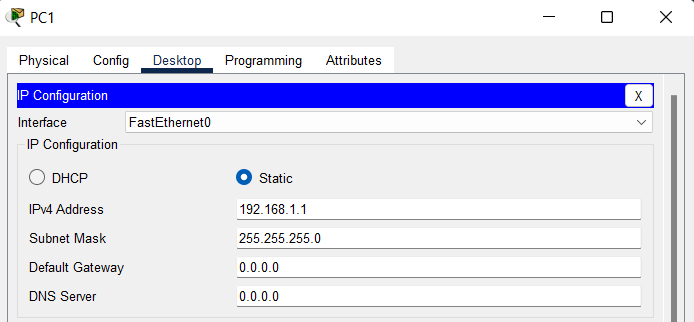 PC1
Physical Config Desktop Programming Attributes
IP Configuration X
Interface FastEthernet0
IP Configuration
DHCP Static
IPv4 Address 192.168.1.1
Subnet Mask 255.255.255.0
Default Gateway 0.0.0.0
DNS Server 0.0.0.0